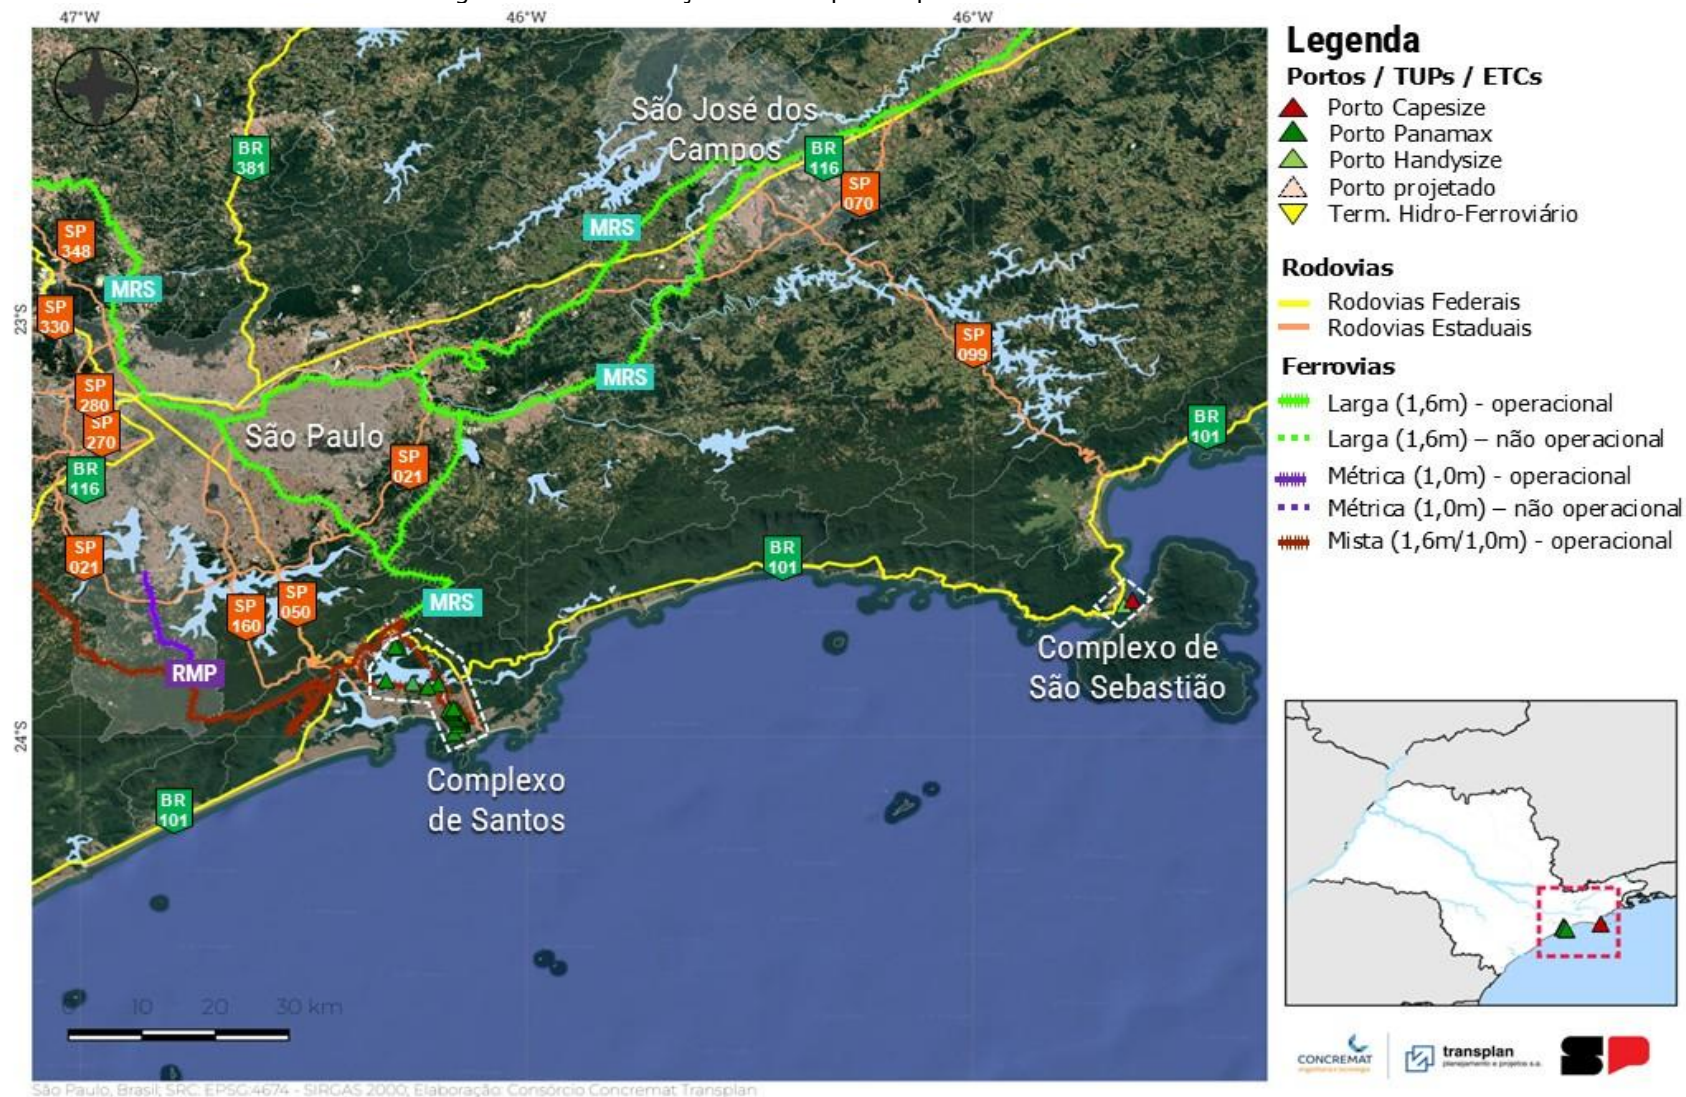 47°W
46°W
46°W
23°S
24°S
São José dos
Campos
BR
381
BR
116
SP
070
MRS
SP
348
MRS
SP
330
SP
099
MRS
SP
280
SP
270
São Paulo
BR
101
SP
021
BR
116
BR
101
SP
021
SP
160
SP
050
MRS
RMP
Complexo de
São Sebastião
Complexo
de Santos
BR
101
0 10 20 30 km
São Paulo, Brasil; SRC: EPSG:4674 - SIRGAS 2000; Elaboração: Consórcio Concremat Transplan
Legenda
Portos / TUPs / ETCs
Porto Capesize
Porto Panamax
Porto Handysize
Porto projetado
Term. Hidro-Ferroviário
Rodovias
Rodovias Federais
Rodovias Estaduais
Ferrovias
Larga (1,6m) - operacional
Larga (1,6m) – não operacional
Métrica (1,0m) - operacional
Métrica (1,0m) – não operacional
Mista (1,6m/1,0m) - operacional
CONCREMAT
engenharia e tecnologia
transplan
planejamento e projetos s.a.
SP